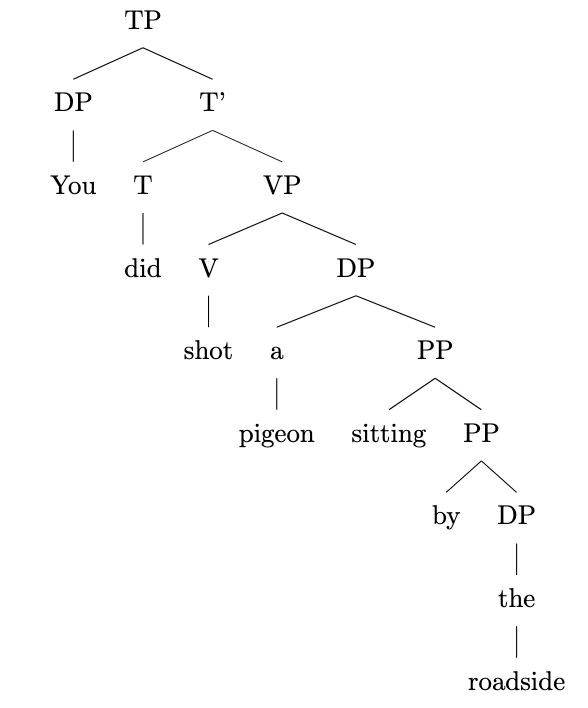 TP
DP T'
You T VP
did V DP
shot a PP
pigeon sitting PP
by DP
the
roadside